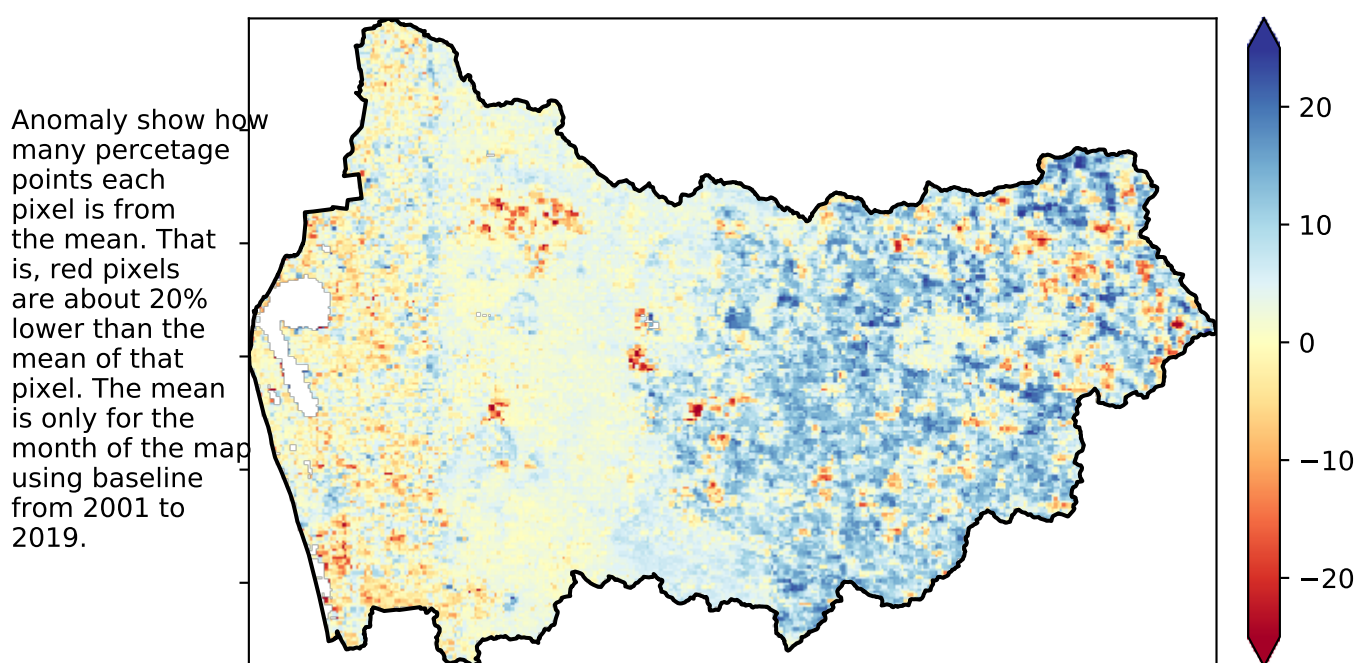 Anomaly show how
many percetage
points each
pixel is from
the mean. That
is, red pixels
are about 20%
lower than the
mean of that
pixel. The mean
is only for the
month of the map
using baseline
from 2001 to
2019.
20
10
0
−10
−20